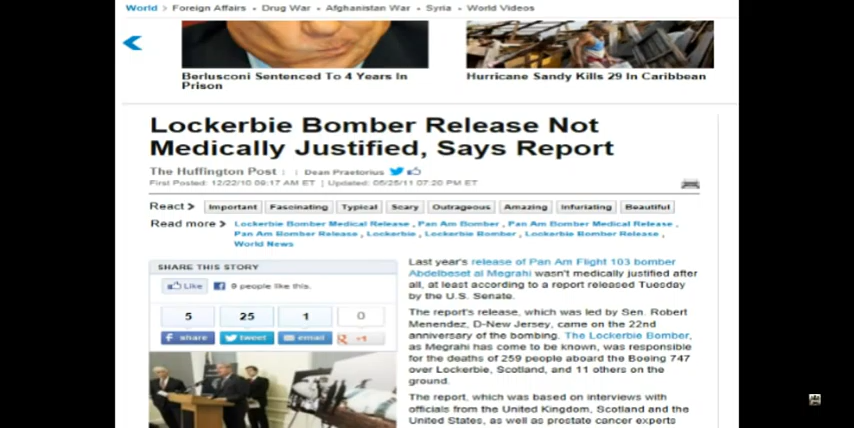 World > Foreign Affairs • Drug War • Afghanistan War • Syria • World Videos
Berlusconi Sentenced To 4 Years In
Prison
Hurricane Sandy Kills 29 In Caribbean
Lockerbie Bomber Release Not
Medically Justified, Says Report
The Huffington Post | Dean Praetorius
First Posted: 12/22/10 09:17 AM ET | Updated: 05/25/11 07:20 PM ET
React > Important Fascinating Typical Scary Outrageous Amazing Infuriating Beautiful
Read more > Lockerbie Bomber Medical Release , Pan Am Bomber , Pan Am Bomber Medical Release ,
Pan Am Bomber Release , Lockerbie , Lockerbie Bomber , Lockerbie Bomber Release ,
World News
SHARE THIS STORY
Like 9 people like this.
5 25 1 0
share tweet email +1
Last year's release of Pan Am Flight 103 bomber
Abdelbeset al Megrahi wasn't medically justified after
all, at least according to a report released Tuesday
by the U.S. Senate.
The report's release, which was led by Sen. Robert
Menendez, D-New Jersey, came on the 22nd
anniversary of the bombing. The Lockerbie Bomber,
as Megrahi has come to be known, was responsible
for the deaths of 259 people aboard the Boeing 747
over Lockerbie, Scotland, and 11 others on the
ground.
The report, which was based on interviews with
officials from the United Kingdom, Scotland and the
United States, as well as prostate cancer experts